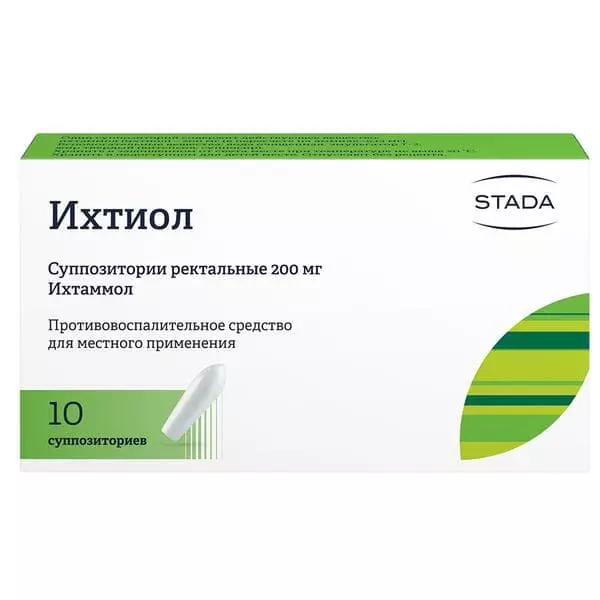 Ихтиол
STADA
Суппозитории ректальные 200 мг
Ихтаммол
Противовоспалительное средство
для местного применения
10
суппозиториев